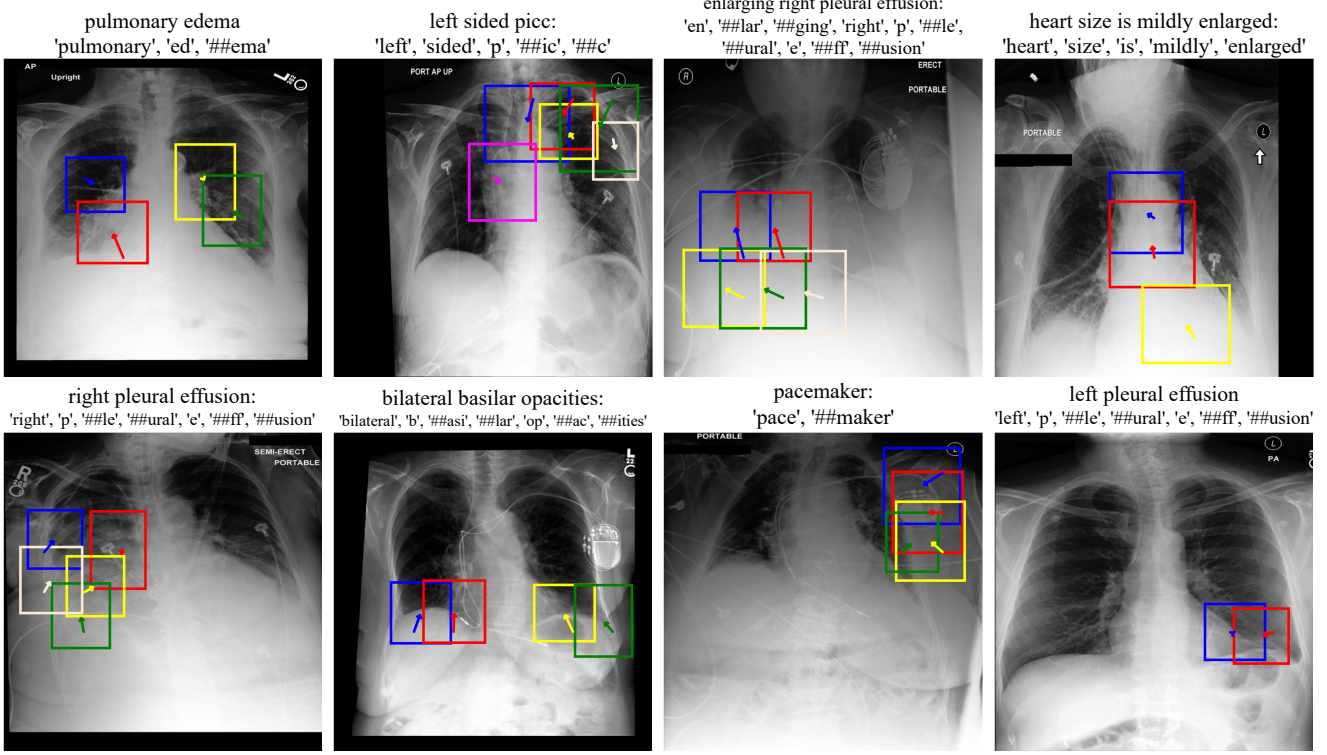 pulmonary edema
'pulmonary', 'ed', '##ema'
left sided picc:
'left', 'sided', 'p', '##ic', '##c'
enlarging right pleural effusion:
'en', '##lar', '##ging', 'right', 'p', '##le',
'##ural', 'e', '##ff', '##usion'
heart size is mildly enlarged:
'heart', 'size', 'is', 'mildly', 'enlarged'
AP
Upright
L
PORT AP UP
L
R
ERECT
PORTABLE
PORTABLE
L
right pleural effusion:
'right', 'p', '##le', '##ural', 'e', '##ff', '##usion'
bilateral basilar opacities:
'bilateral', 'b', '##asi', '##lar', 'op', '##ac', '##ities'
pacemaker:
'pace', '##maker'
left pleural effusion
'left', 'p', '##le', '##ural', 'e', '##ff', '##usion'
R
SEMI-ERECT
PORTABLE
L
22
PORTABLE
L
L
PA